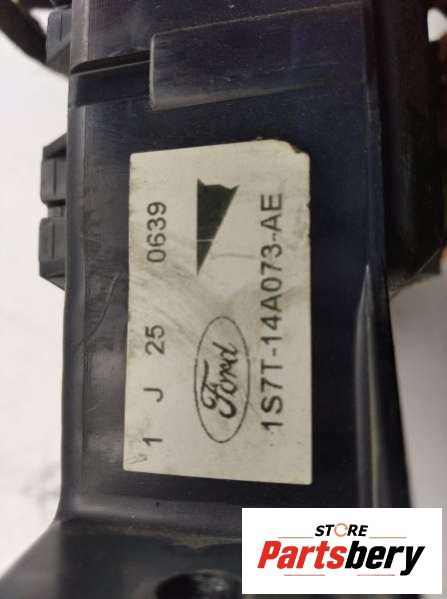 1 J 25 0639
Ford
1S7T-14A073-AE
STORE
Partsbery